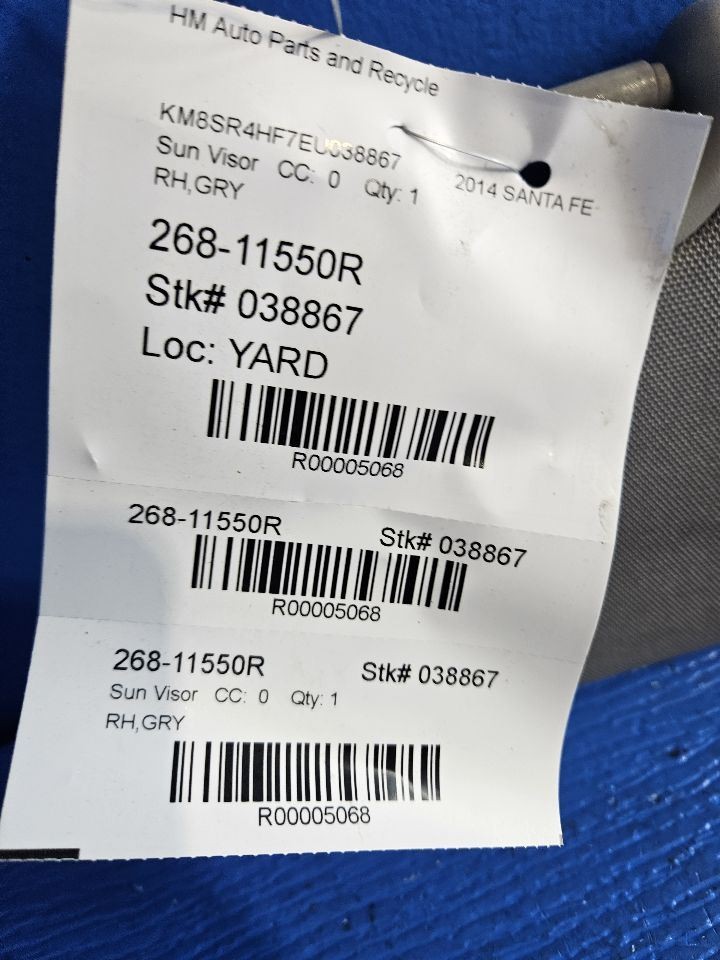 HM Auto Parts and Recycle
KM8SR4HF7EU038867
2014 SANTA FE
Sun Visor CC: 0 Qty: 1
RH,GRY
268-11550R
Stk# 038867
Loc: YARD
R00005068
268-11550R Stk# 038867
R00005068
268-11550R Stk# 038867
Sun Visor CC: 0 Qty: 1
RH,GRY
R00005068